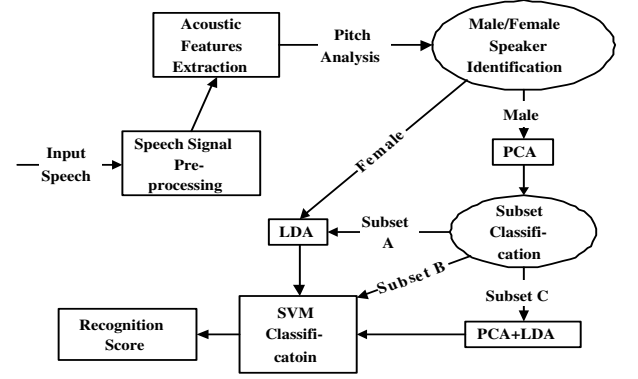 Acoustic
Features
Extraction
Pitch
Analysis
Male/Female
Speaker
Identification
Male
Female
PCA
Input
Speech
Speech Signal
Pre-
processing
LDA
Subset
A
Subset
Classifi-
cation
Subset B
Subset C
SVM
Classifi-
catoin
Recognition
Score
PCA+LDA